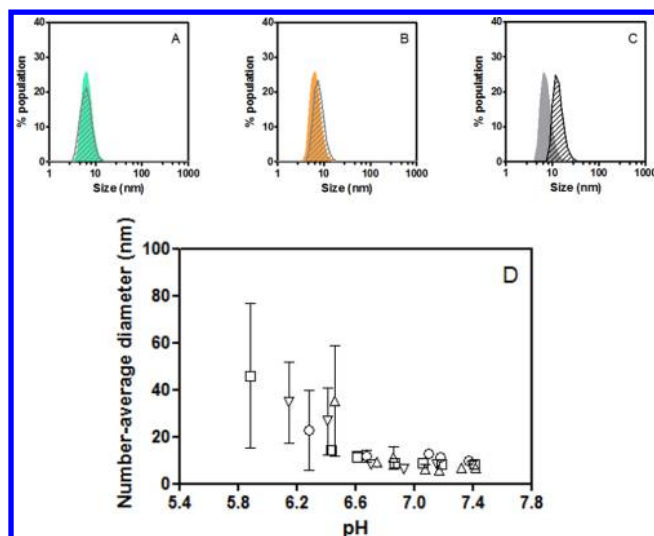 A
B
C
% population
% population
% population
40
30
20
10
0
40
30
20
10
0
40
30
20
10
0
1 10 100 1000
1 10 100 1000
1 10 100 1000
Size (nm)
Size (nm)
Size (nm)
D
Number-average diameter (nm)
100
80
60
40
20
0
5.4 5.8 6.2 6.6 7.0 7.4 7.8
pH